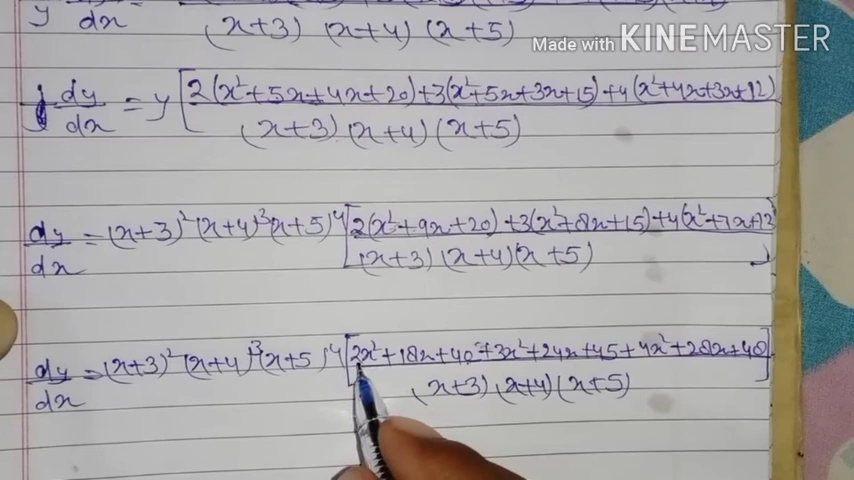 y dy/dx (x+3) (x+4) (x+5)
Made with KINEMASTER
dy/dx = y [2(x²+5x+4x+20)+3(x²+5x+3x+15)+4(x²+4x+3x+12) / (x+3) (x+4) (x+5)
dy/dx = (x+3)² (x+4)³ (x+5)⁴ [2(x²+9x+20)+3(x²+8x+15)+4(x²+7x+12) / (x+3) (x+4) (x+5) ]
dy/dx = (x+3)² (x+4)³ (x+5)⁴ [2x²+18x+40+3x²+24x+45+4x²+28x+48 / (x+3) (x+4) (x+5) ]